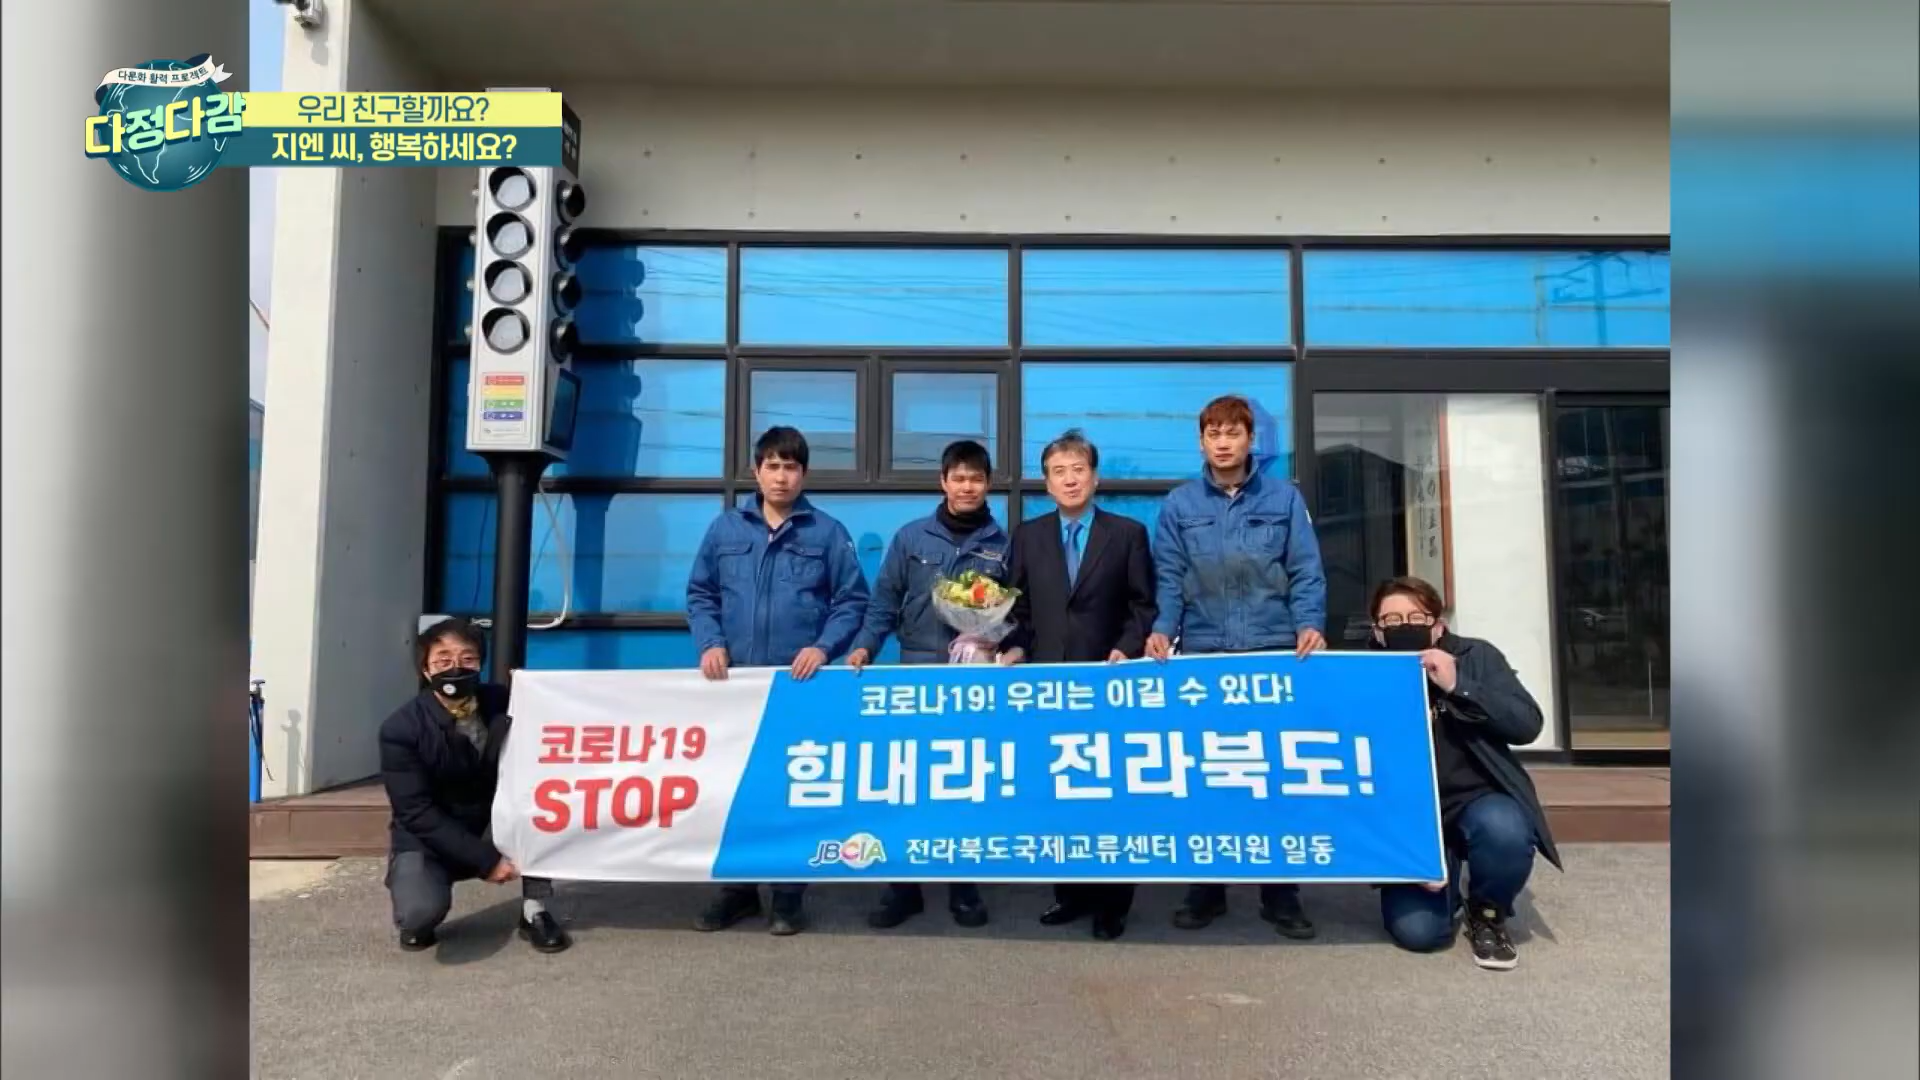 다문화 활력 프로젝트
다정다감
우리 친구할까요?
지엔 씨, 행복하세요?
코로나19
STOP
코로나19! 우리는 이길 수 있다!
힘내라! 전라북도!
JBCIA 전라북도국제교류센터 임직원 일동